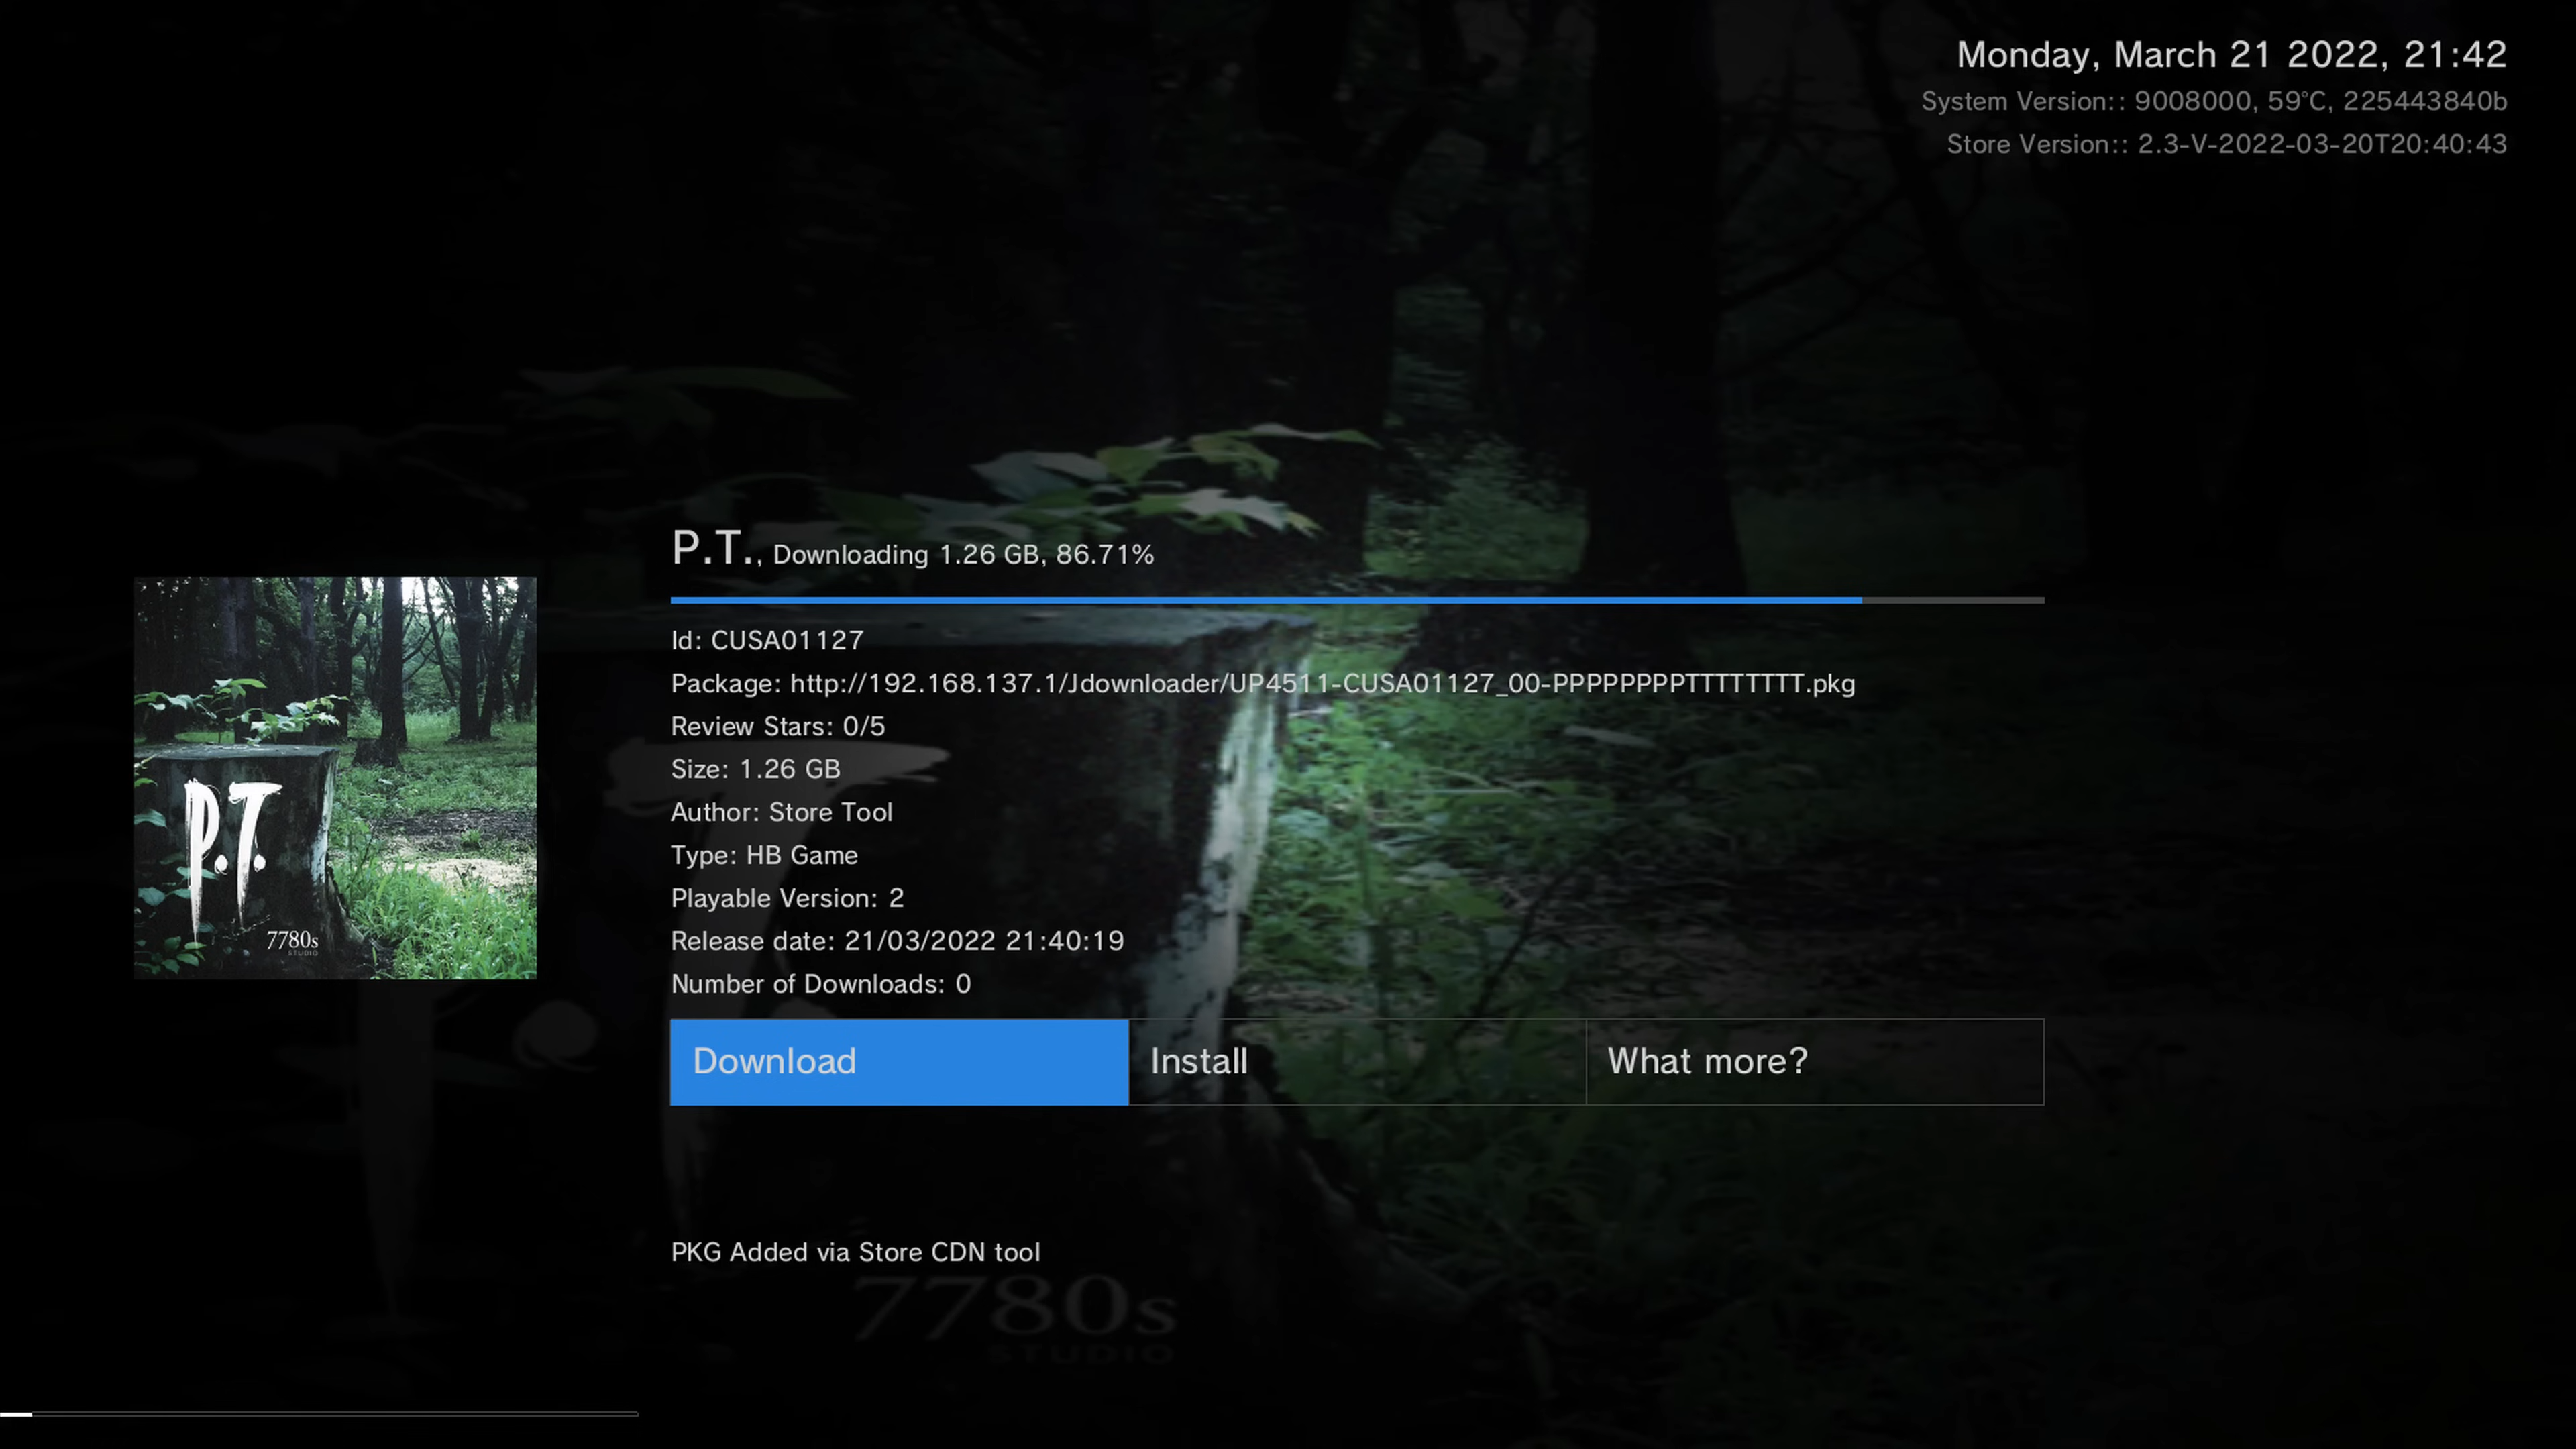 Monday, March 21 2022, 21:42
System Version:: 9008000, 59°C, 225443840b
Store Version:: 2.3-V-2022-03-20T20:40:43
P.T., Downloading 1.26 GB, 86.71%
Id: CUSA01127
Package: http://192.168.137.1/Jdownloader/UP4511-CUSA01127_00-PPPPPPPPTTTTTTTT.pkg
Review Stars: 0/5
Size: 1.26 GB
Author: Store Tool
Type: HB Game
Playable Version: 2
Release date: 21/03/2022 21:40:19
Number of Downloads: 0
P.T.
7780s
STUDIO
Download
Install
What more?
PKG Added via Store CDN tool
7780s
STUDIO